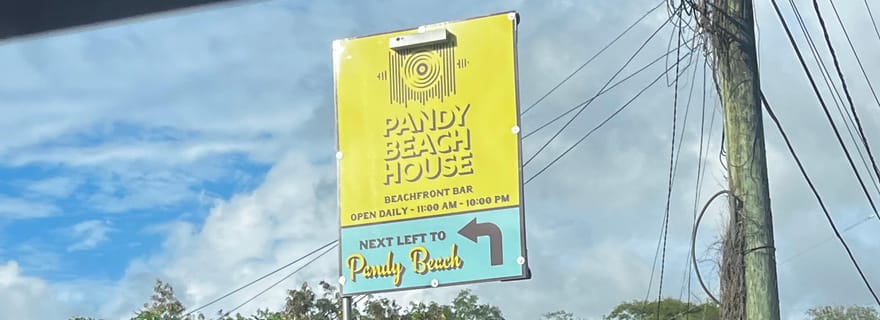 PANDY
BEACH
HOUSE
BEACHFRONT BAR
OPEN DAILY - 11:00 AM - 10:00 PM
NEXT LEFT TO
Pandy Beach